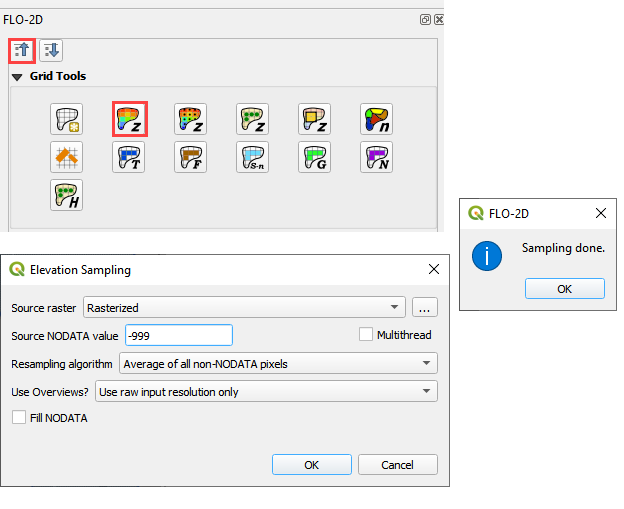 FLO-2D
Grid Tools
Z Z Z Z n
T F S-n G N
H
FLO-2D
Sampling done.
OK
Elevation Sampling
Source raster Rasterized ...
Source NODATA value -999 Multithread
Resampling algorithm Average of all non-NODATA pixels
Use Overviews? Use raw input resolution only
Fill NODATA
OK Cancel